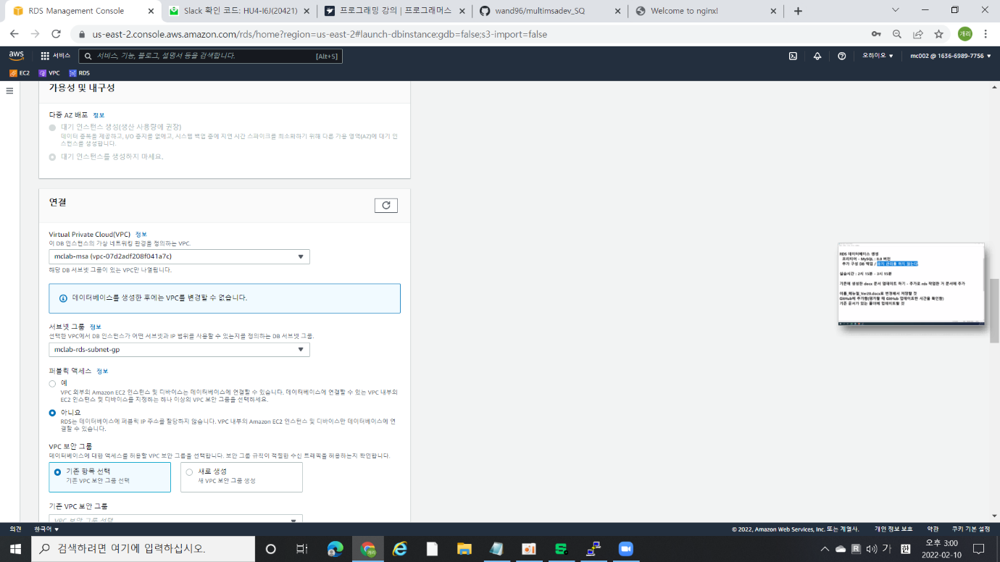 RDS Management Console
Slack 확인 코드: HU4-I6J(20421)
프로그래밍 강의 | 프로그래머스
wand96/multimsadev_SQ
Welcome to nginx!
us-east-2.console.aws.amazon.com/rds/home?region=us-east-2#launch-dbinstance:gdb=false;s3-import=false
개리
aws
서비스
서비스, 기능, 블로그, 설명서 등을 검색합니다.
[Alt+S]
오하이오 ▼
mc002 @ 1636-6989-7756 ▼
EC2
VPC
RDS
가용성 및 내구성
다중 AZ 배포 정보
대기 인스턴스 생성(생산 사용량에 권장)
데이터 중복을 제공하고, I/O 중지를 없애고, 시스템 백업 중에 지연 시간 스파이크를 최소화하기 위해 다른 가용 영역(AZ)에 대기 인
스턴스를 생성합니다.
대기 인스턴스를 생성하지 마세요.
연결
Virtual Private Cloud(VPC) 정보
이 DB 인스턴스의 가상 네트워킹 환경을 정의하는 VPC.
mclab-msa (vpc-07d2adf208f041a7c)
해당 DB 서브넷 그룹이 있는 VPC만 나열됩니다.
데이터베이스를 생성한 후에는 VPC를 변경할 수 없습니다.
서브넷 그룹 정보
선택한 VPC에서 DB 인스턴스가 어떤 서브넷과 IP 범위를 사용할 수 있는지를 정의하는 DB 서브넷 그룹.
mclab-rds-subnet-gp
퍼블릭 액세스 정보
예
VPC 외부의 Amazon EC2 인스턴스 및 디바이스는 데이터베이스에 연결할 수 있습니다. 데이터베이스에 연결할 수 있는 VPC 내부의
EC2 인스턴스 및 디바이스를 지정하는 하나 이상의 VPC 보안 그룹을 선택하세요.
아니요
RDS는 데이터베이스에 퍼블릭 IP 주소를 할당하지 않습니다. VPC 내부의 Amazon EC2 인스턴스 및 디바이스만 데이터베이스에 연
결할 수 있습니다.
VPC 보안 그룹
데이터베이스에 대한 액세스를 허용할 VPC 보안 그룹을 선택합니다. 보안 그룹 규칙이 적절한 수신 트래픽을 허용하는지 확인합니다.
기존 항목 선택
기존 VPC 보안 그룹 선택
새로 생성
새 VPC 보안 그룹 생성
기존 VPC 보안 그룹
VPC 보안 그룹 선택
RDS 데이터베이스 생성
프리티어 - MySQL : 8.0 버전
추가 구성 DB 백업 / 유지 관리를 하지 않는다
실습시간 : 2시 15분 - 3시 15분
기존에 생성한 docx 문서 업데이트 하기 - 추가로 rds 작업한 거 문서에 추가
이름_메뉴얼_Ver20.docx로 변경해서 저장할 것
GitHub에 추가함(평가할 때 GitHub 업데이트한 시간을 확인함)
기존 문서가 있는 폴더에 업데이트할 것
의견
한국어 ▼
© 2022, Amazon Web Services, Inc. 또는 계열사.
개인 정보 보호
약관
쿠키 기본 설정
검색하려면 여기에 입력하십시오.
가
한
오후 3:00
2022-02-10